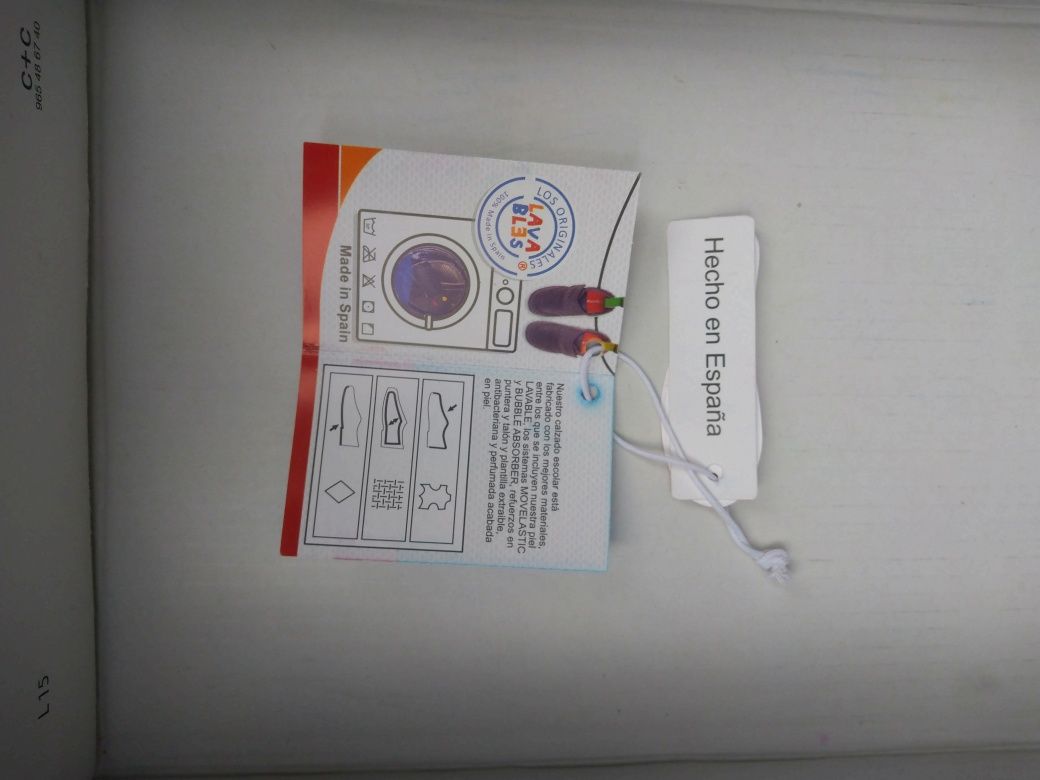 LOS ORIGINALES
LAVA
BLES®
100% Made in Spain
Made in Spain
Nuestro calzado escolar está
fabricado con los mejores materiales,
entre los que se incluyen nuestra piel
LAVABLE, los sistemas MOVELASTIC
y BUBBLE ABSORBER, refuerzos en
puntera y talón y plantilla extraible,
antibacteriana y perfumada acabada
en piel.
Hecho en España
C+C
965 48 67 40
L15